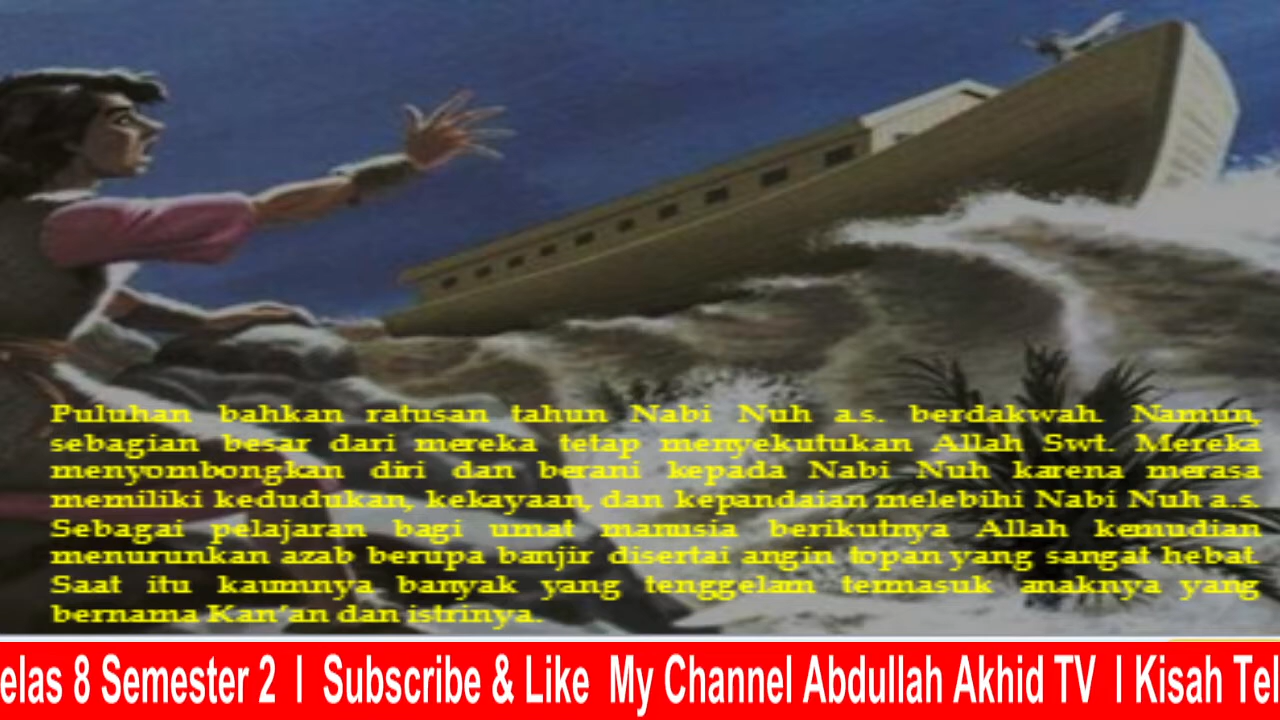 Puluhan bahkan ratusan tahun Nabi Nuh a.s. berdakwah. Namun,
sebagian besar dari mereka tetap menyekutukan Allah Swt. Mereka
menyombongkan diri dan berani kepada Nabi Nuh karena merasa
memiliki kedudukan, kekayaan, dan kepandaian melebihi Nabi Nuh a.s.
Sebagai pelajaran bagi umat manusia berikutnya Allah kemudian
menurunkan azab berupa banjir disertai angin topan yang sangat hebat.
Saat itu kaumnya banyak yang tenggelam termasuk anaknya yang
bernama Kan'an dan istrinya.
elas 8 Semester 2 I Subscribe & Like My Channel Abdullah Akhid TV I Kisah Tel